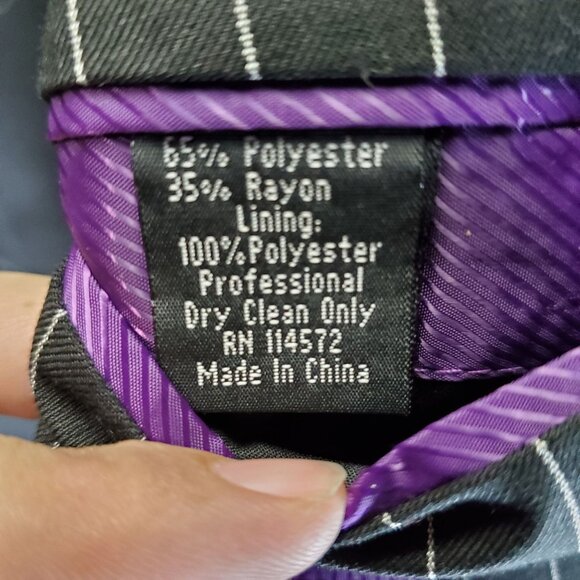 65% Polyester
35% Rayon
Lining:
100%Polyester
Professional
Dry Clean Only
RN 114572
Made In China